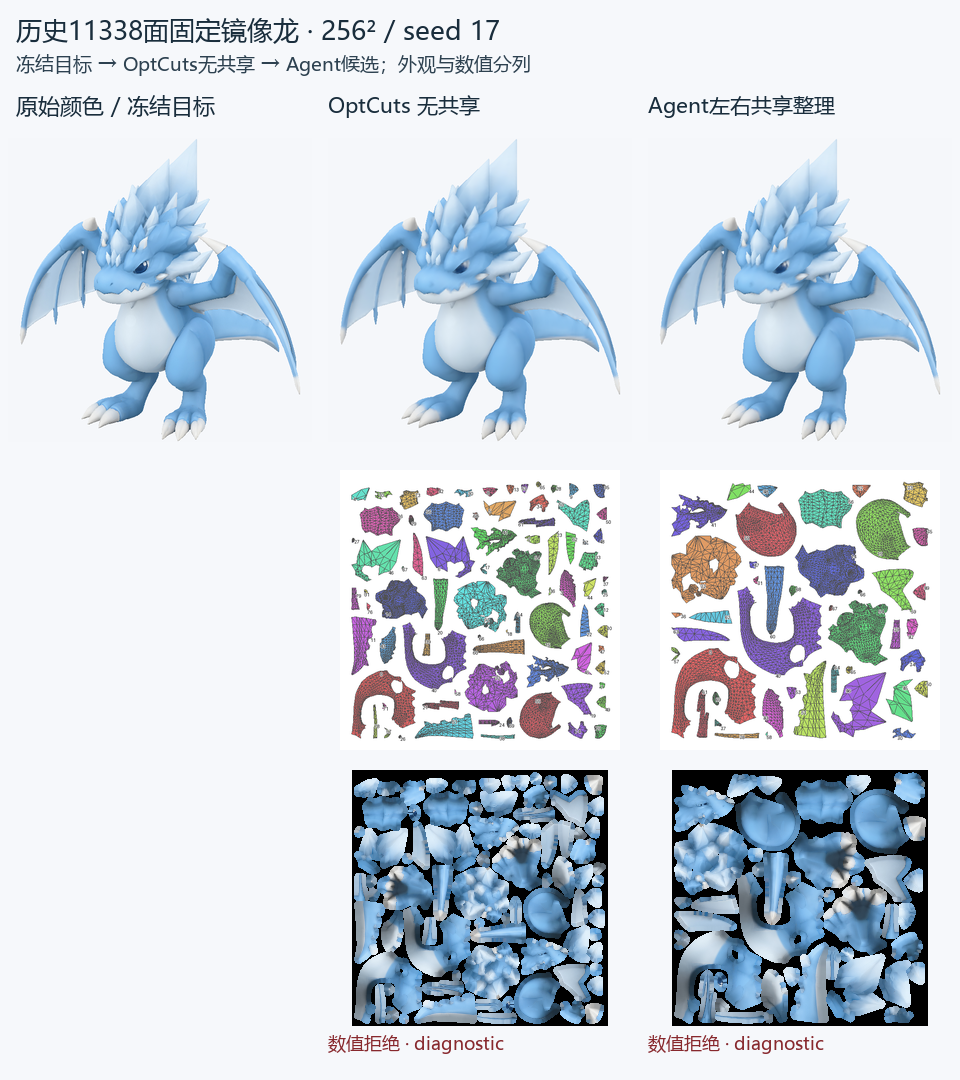 历史11338面固定镜像龙 · 256² / seed 17
冻结目标 → OptCuts无共享 → Agent候选；外观与数值分列
原始颜色 / 冻结目标
OptCuts 无共享
Agent左右共享整理
数值拒绝 · diagnostic
数值拒绝 · diagnostic